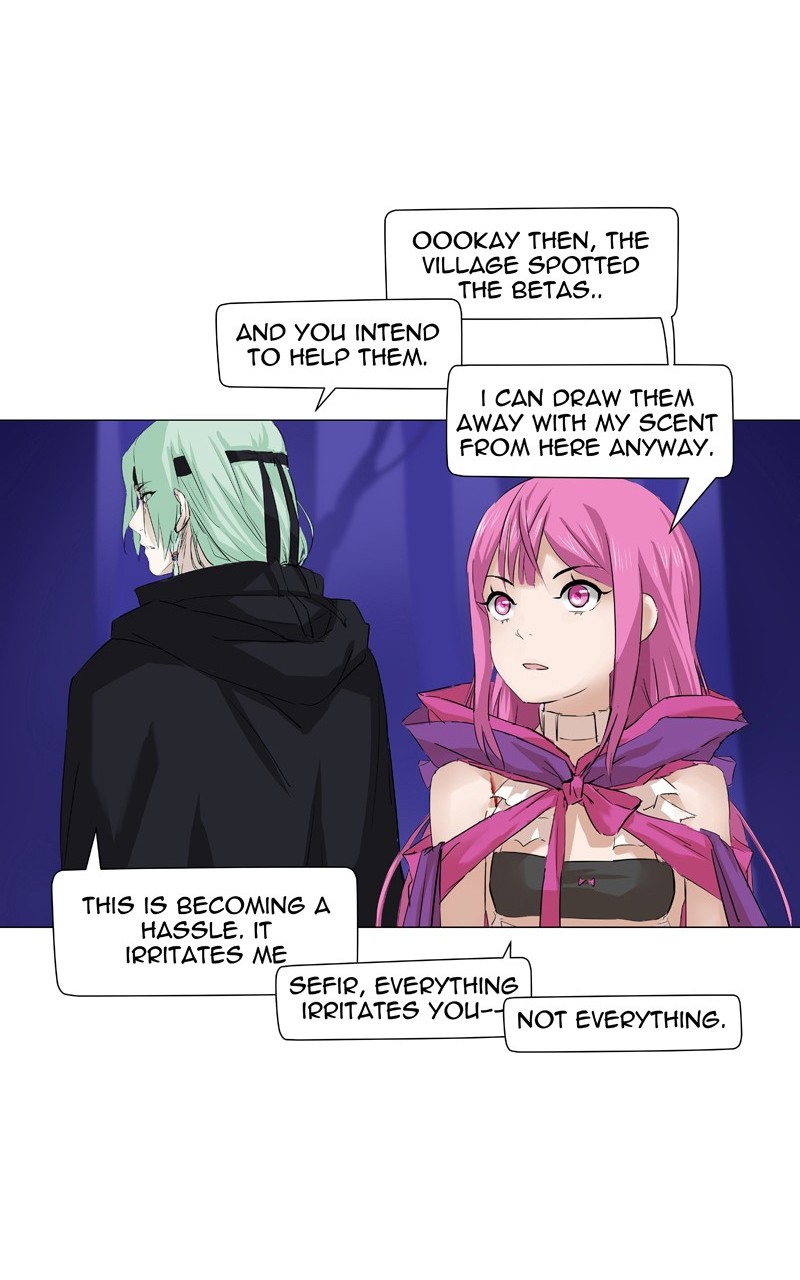 OOOKAY THEN, THE
VILLAGE SPOTTED
THE BETAS..
AND YOU INTEND
TO HELP THEM.
I CAN DRAW THEM
AWAY WITH MY SCENT
FROM HERE ANYWAY.
THIS IS BECOMING A
HASSLE. IT
IRRITATES ME
SEFIR, EVERYTHING
IRRITATES YOU--
NOT EVERYTHING.